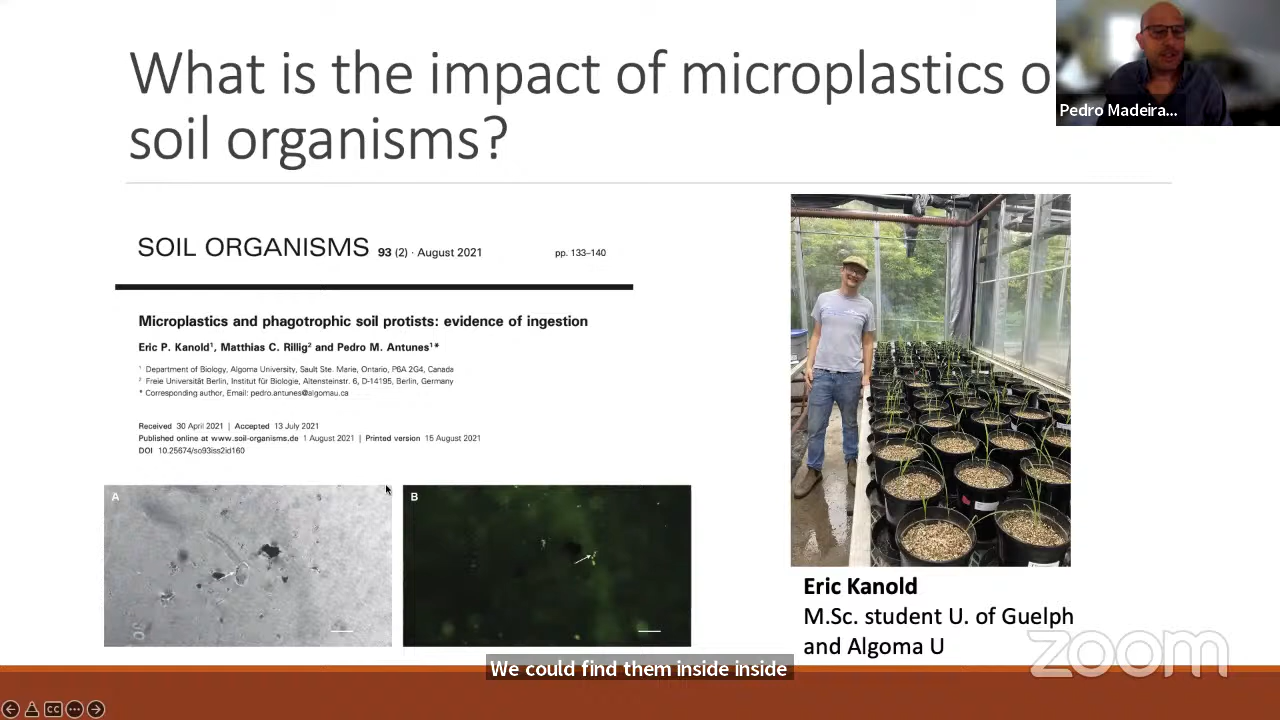 What is the impact of microplastics o
soil organisms?
Pedro Madeira...
SOIL ORGANISMS 93 (2) · August 2021 pp. 133–140
Microplastics and phagotrophic soil protists: evidence of ingestion
Eric P. Kanold¹, Matthias C. Rillig² and Pedro M. Antunes¹*
¹ Department of Biology, Algoma University, Sault Ste. Marie, Ontario, P6A 2G4, Canada
² Freie Universität Berlin, Institut für Biologie, Altensteinstr. 6, D-14195, Berlin, Germany
* Corresponding author, Email: pedro.antunes@algomau.ca
Received 30 April 2021 | Accepted 13 July 2021
Published online at www.soil-organisms.de 1 August 2021 | Printed version 15 August 2021
DOI 10.25674/so93iss2id160
A
B
Eric Kanold
M.Sc. student U. of Guelph
and Algoma U
zoom
We could find them inside inside
CC